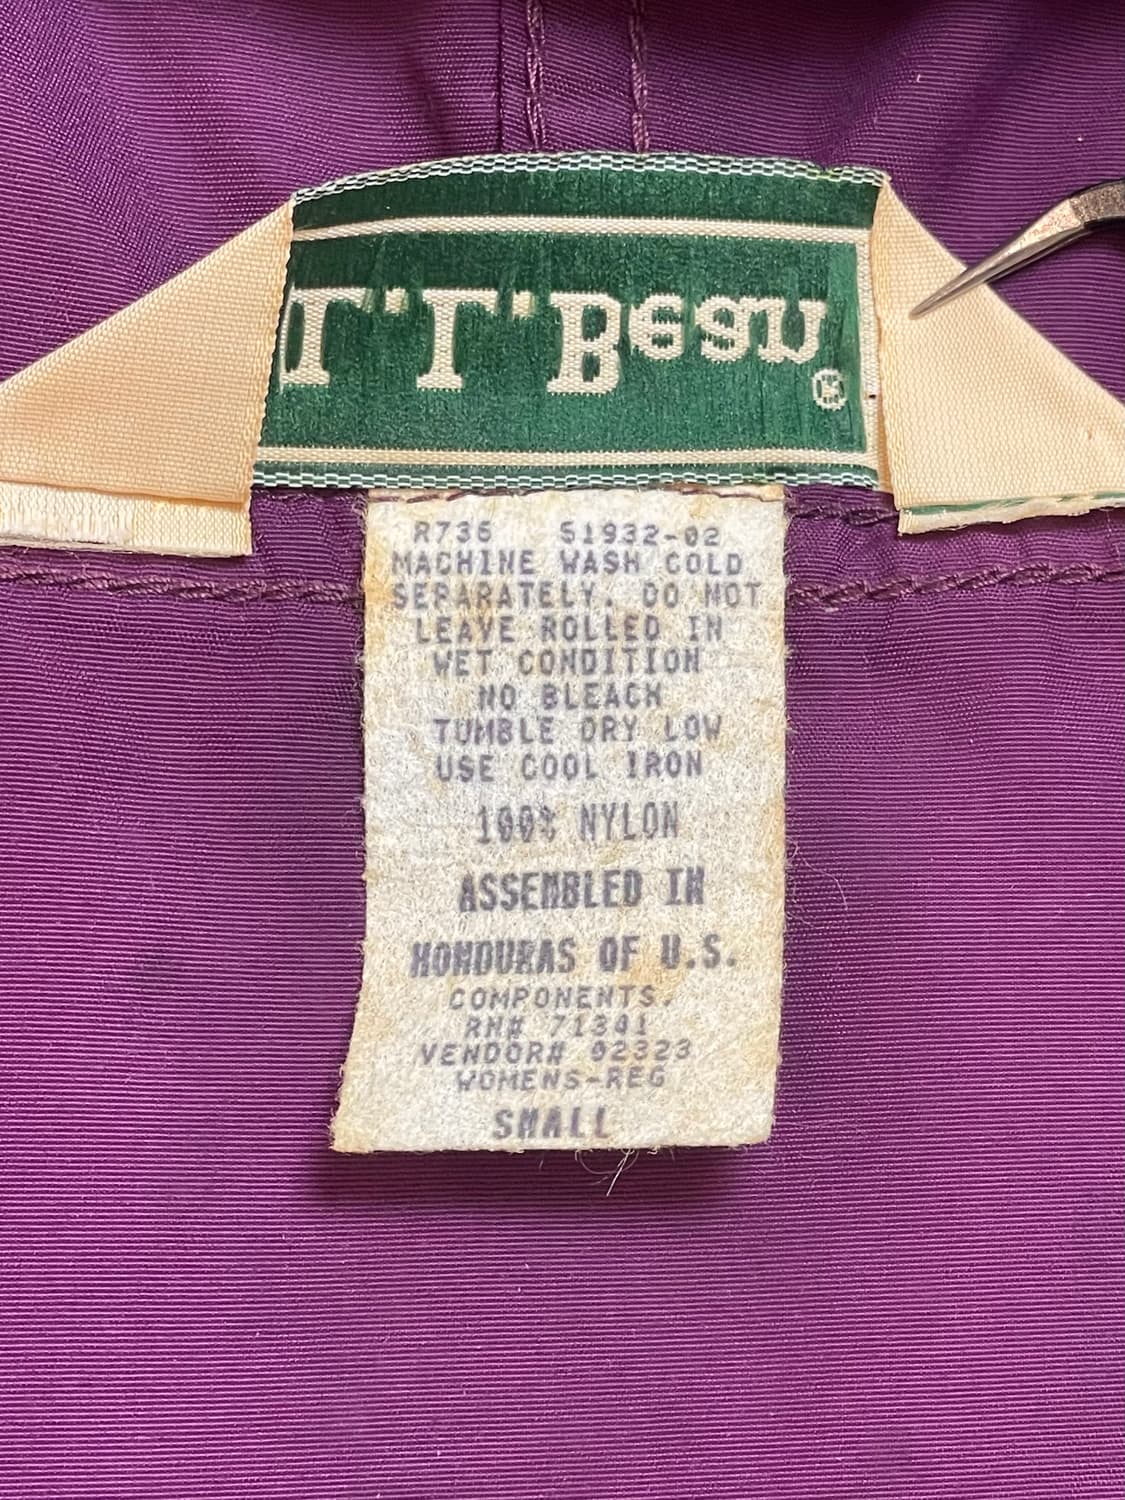 L.L.Bean®
R736 51932-02
MACHINE WASH COLD
SEPARATELY. DO NOT
LEAVE ROLLED IN
WET CONDITION
NO BLEACH
TUMBLE DRY LOW
USE COOL IRON
100% NYLON
ASSEMBLED IN
HONDURAS OF U.S.
COMPONENTS.
RN# 71341
VENDOR# 02323
WOMENS-REG
SMALL